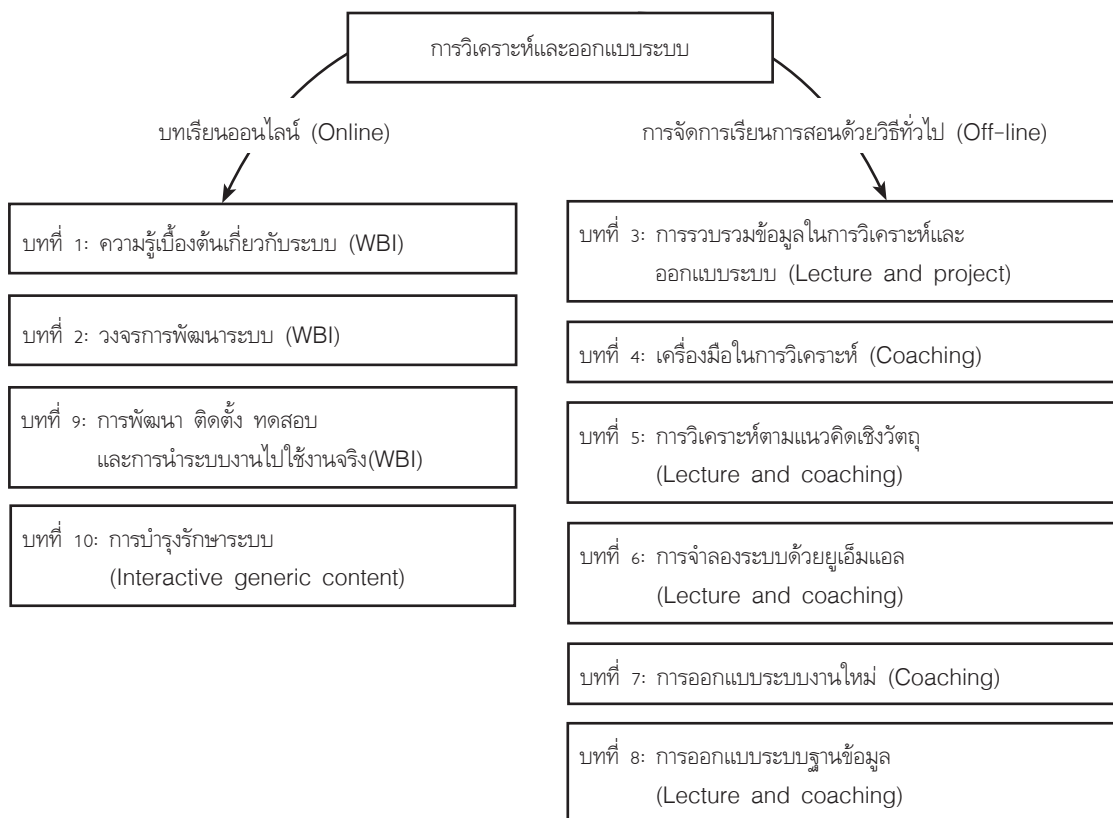 การวิเคราะห์และออกแบบระบบ
บทเรียนออนไลน์ (Online)
การจัดการเรียนการสอนด้วยวิธีทั่วไป (Off-line)
บทที่ 1: ความรู้เบื้องต้นเกี่ยวกับระบบ (WBI)
บทที่ 2: วงจรการพัฒนาระบบ (WBI)
บทที่ 9: การพัฒนา ติดตั้ง ทดสอบ
และการนำระบบงานไปใช้งานจริง(WBI)
บทที่ 10: การบำรุงรักษาระบบ
(Interactive generic content)
บทที่ 3: การรวบรวมข้อมูลในการวิเคราะห์และ
ออกแบบระบบ (Lecture and project)
บทที่ 4: เครื่องมือในการวิเคราะห์ (Coaching)
บทที่ 5: การวิเคราะห์ตามแนวคิดเชิงวัตถุ
(Lecture and coaching)
บทที่ 6: การจำลองระบบด้วยยูเอ็มแอล
(Lecture and coaching)
บทที่ 7: การออกแบบระบบงานใหม่ (Coaching)
บทที่ 8: การออกแบบระบบฐานข้อมูล
(Lecture and coaching)